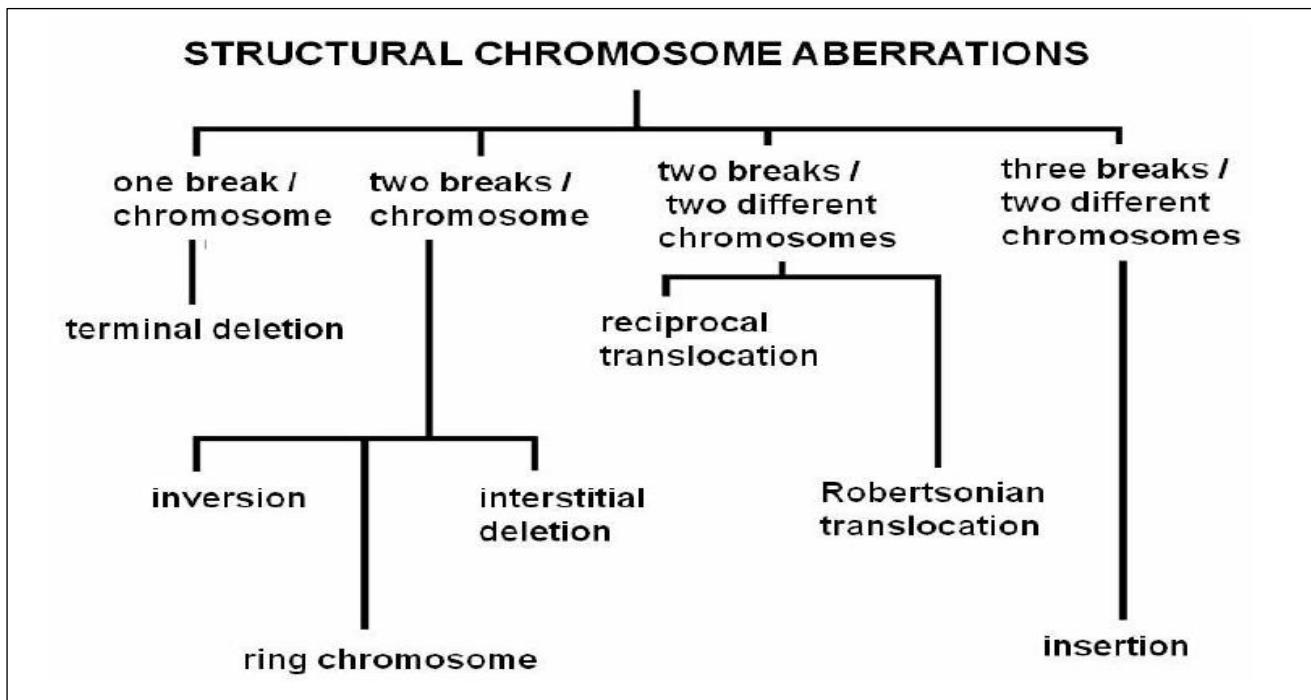 STRUCTURAL CHROMOSOME ABERRATIONS
one break /
chromosome
two breaks /
chromosome
two breaks /
two different
chromosomes
three breaks /
two different
chromosomes
terminal deletion
reciprocal
translocation
inversion
interstitial
deletion
Robertsonian
translocation
ring chromosome
insertion